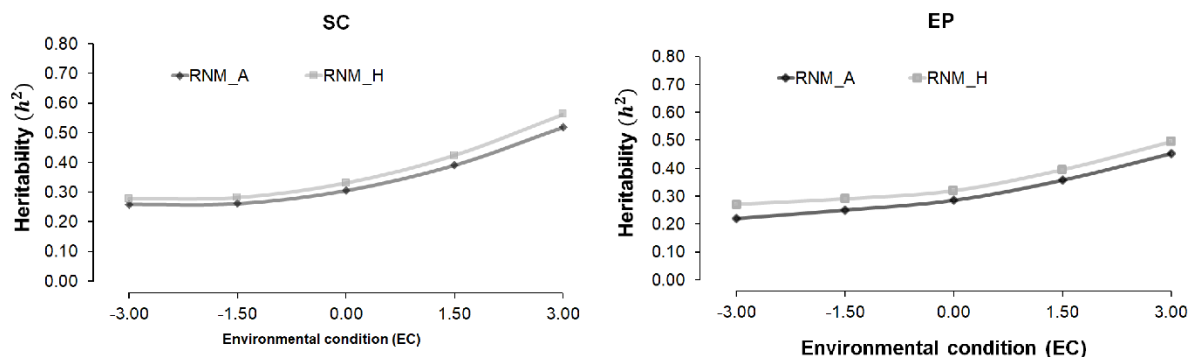 SC
Heritability (h²)
0.80
0.70
0.60
0.50
0.40
0.30
0.20
0.10
0.00
RNM_A RNM_H
-3.00 -1.50 0.00 1.50 3.00
Environmental condition (EC)
EP
Heritability (h²)
0.80
0.70
0.60
0.50
0.40
0.30
0.20
0.10
0.00
RNM_A RNM_H
-3.00 -1.50 0.00 1.50 3.00
Environmental condition (EC)